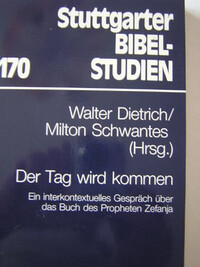 Stuttgarter
BIBEL-
STUDIEN
170
Walter Dietrich/
Milton Schwantes
(Hrsg.)
Der Tag wird kommen
Ein interkontextuelles Gespräch über
das Buch des Propheten Zefanja